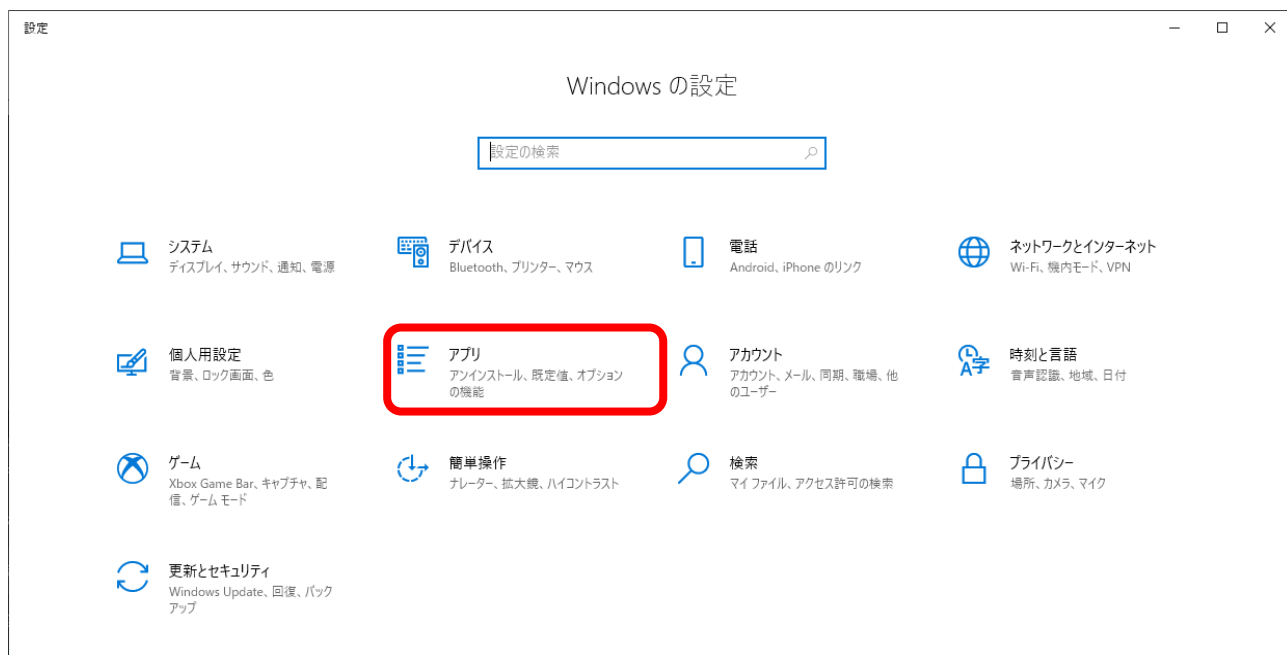 設定
Windows の設定
設定の検索
システム
ディスプレイ、サウンド、通知、電源
デバイス
Bluetooth、プリンター、マウス
電話
Android、iPhone のリンク
ネットワークとインターネット
Wi-Fi、機内モード、VPN
個人用設定
背景、ロック画面、色
アプリ
アンインストール、既定値、オプション
の機能
アカウント
アカウント、メール、同期、職場、他
のユーザー
時刻と言語
音声認識、地域、日付
ゲーム
Xbox Game Bar、キャプチャ、配
信、ゲーム モード
簡単操作
ナレーター、拡大鏡、ハイコントラスト
検索
マイ ファイル、アクセス許可の検索
プライバシー
場所、カメラ、マイク
更新とセキュリティ
Windows Update、回復、バック
アップ